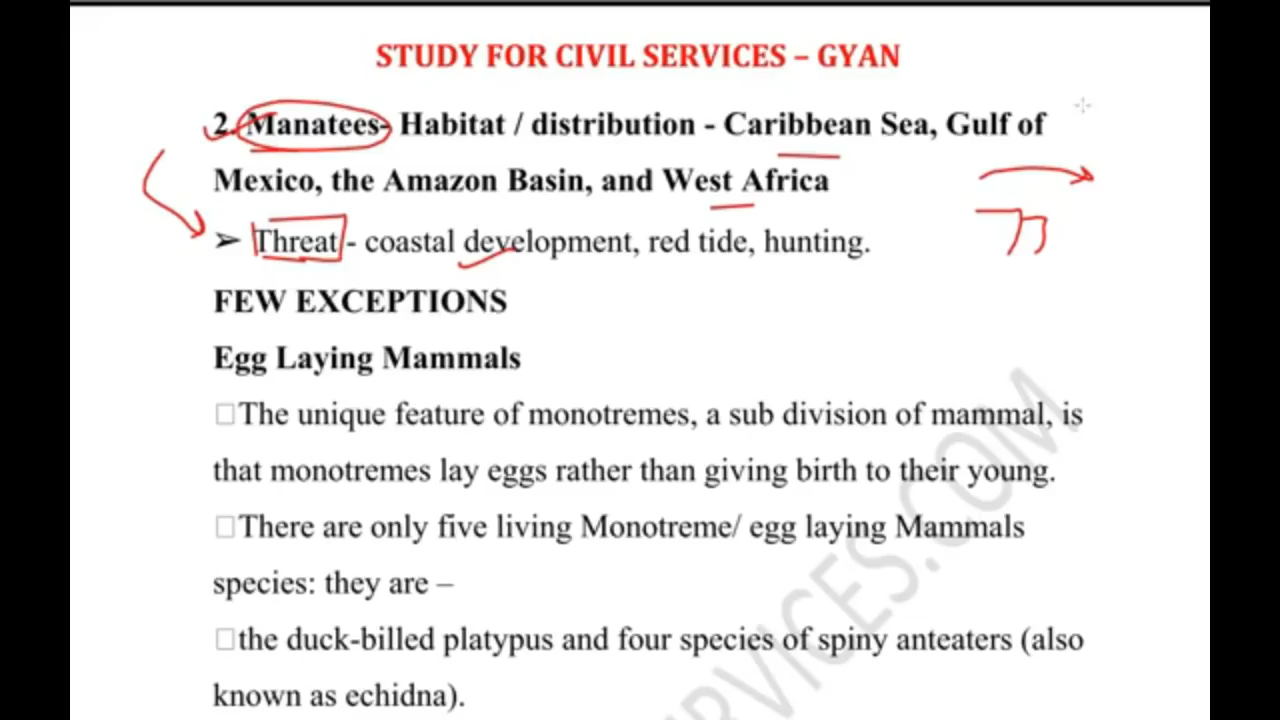 STUDY FOR CIVIL SERVICES – GYAN
2. Manatees- Habitat / distribution - Caribbean Sea, Gulf of
Mexico, the Amazon Basin, and West Africa
➢ Threat - coastal development, red tide, hunting.
FEW EXCEPTIONS
Egg Laying Mammals
□The unique feature of monotremes, a sub division of mammal, is
that monotremes lay eggs rather than giving birth to their young.
□There are only five living Monotreme/ egg laying Mammals
species: they are –
□the duck-billed platypus and four species of spiny anteaters (also
known as echidna).
RVICES.COM